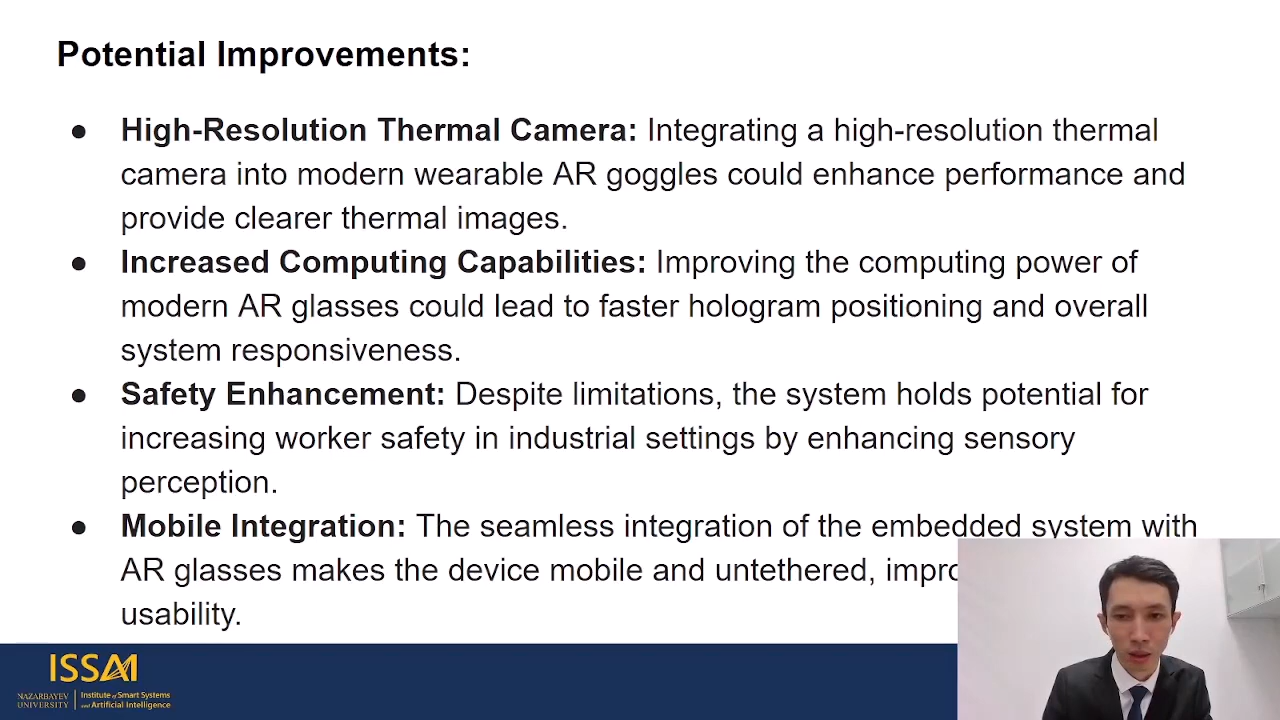 Potential Improvements:
● High-Resolution Thermal Camera: Integrating a high-resolution thermal
camera into modern wearable AR goggles could enhance performance and
provide clearer thermal images.
● Increased Computing Capabilities: Improving the computing power of
modern AR glasses could lead to faster hologram positioning and overall
system responsiveness.
● Safety Enhancement: Despite limitations, the system holds potential for
increasing worker safety in industrial settings by enhancing sensory
perception.
● Mobile Integration: The seamless integration of the embedded system with
AR glasses makes the device mobile and untethered,
usability.
ISSAI
NAZARBAYEV
UNIVERSITY
Institute of Smart Systems
and Artificial Intelligence